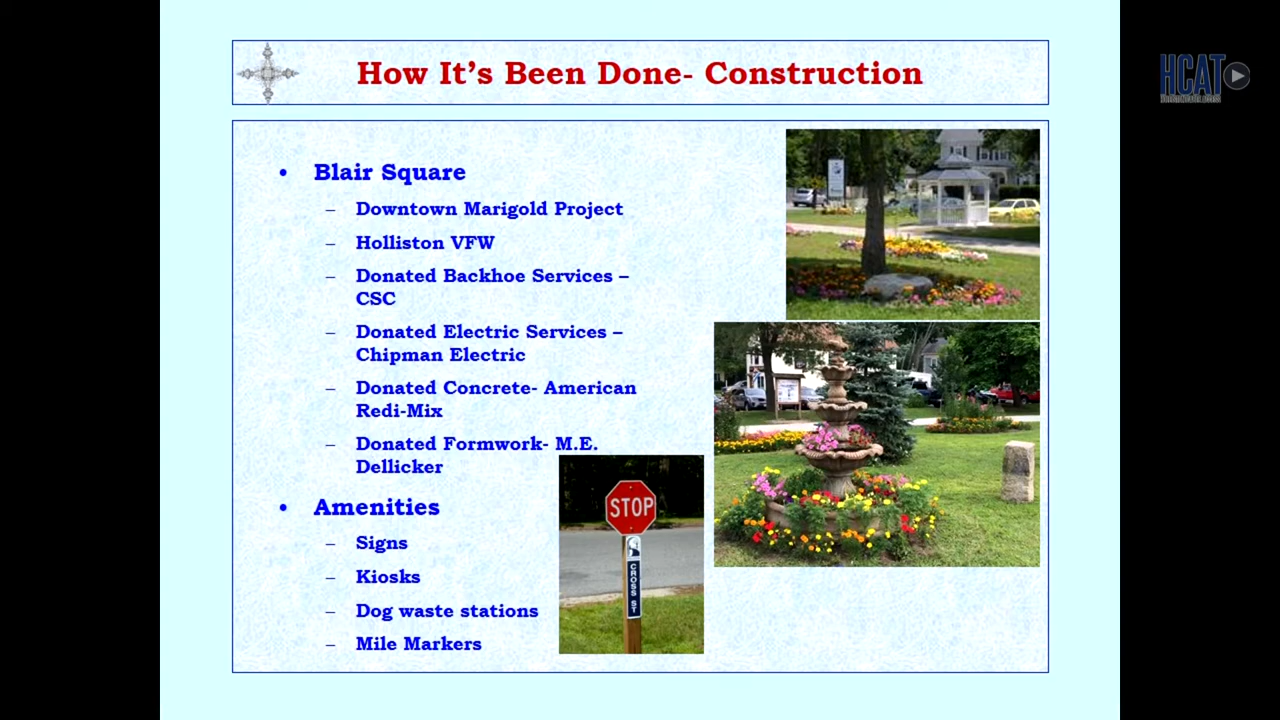 How It's Been Done- Construction
HCAT
• Blair Square
– Downtown Marigold Project
– Holliston VFW
– Donated Backhoe Services –
CSC
– Donated Electric Services –
Chipman Electric
– Donated Concrete- American
Redi-Mix
– Donated Formwork- M.E.
Dellicker
• Amenities
– Signs
– Kiosks
– Dog waste stations
– Mile Markers
STOP
CROSS ST